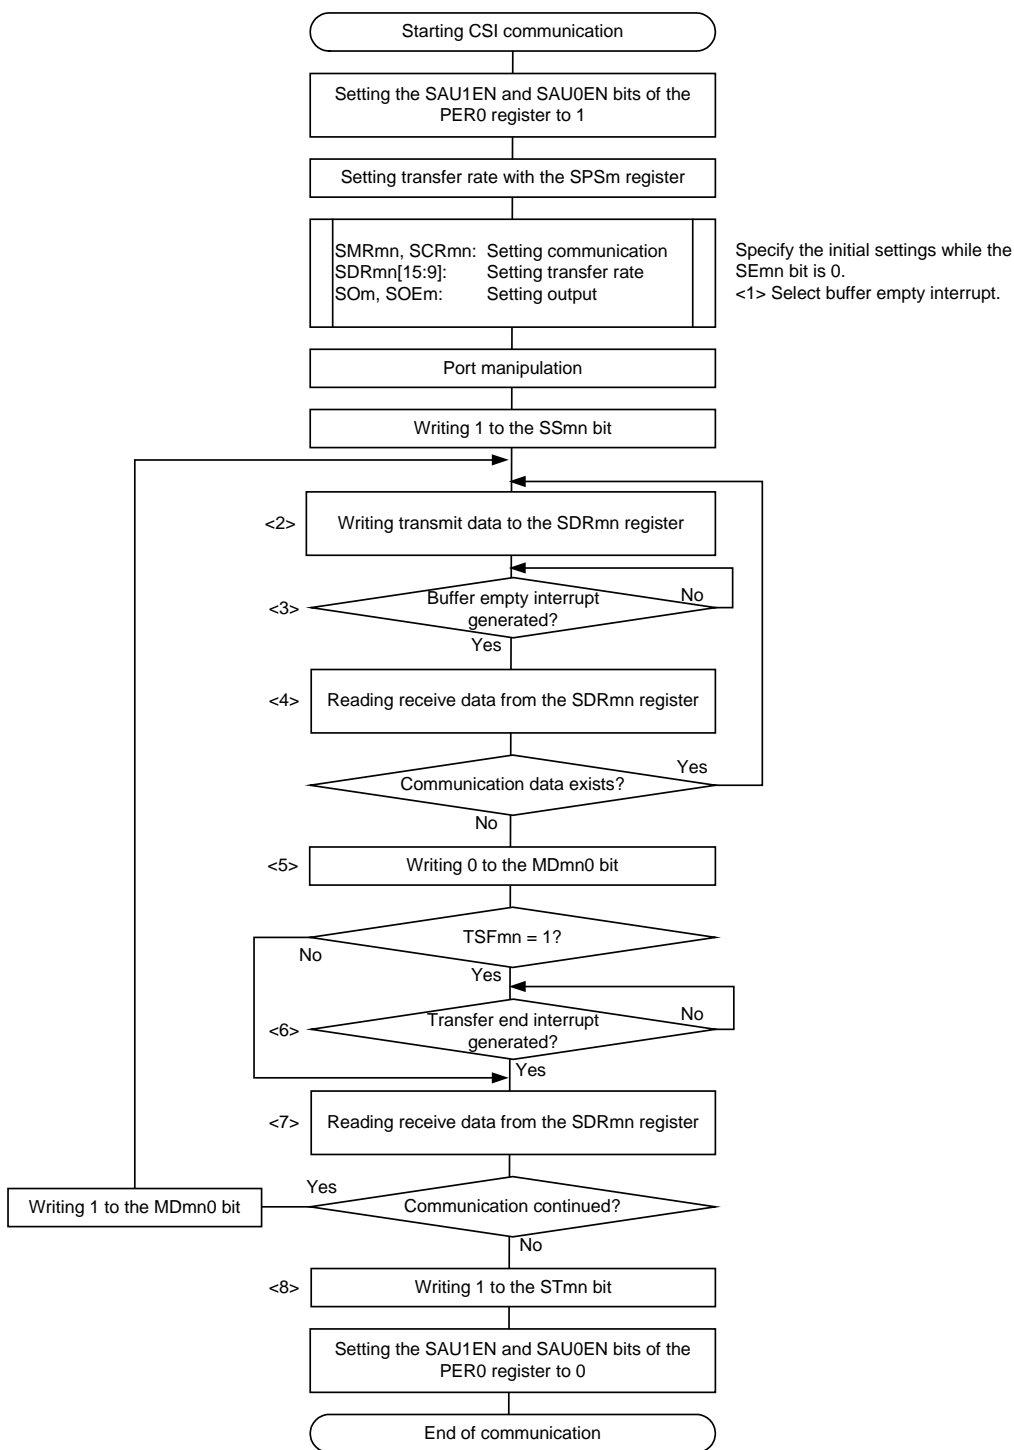 Starting CSI communication
Setting the SAU1EN and SAU0EN bits of the
PER0 register to 1
Setting transfer rate with the SPSm register
SMRmn, SCRmn: Setting communication
SDRmn[15:9]: Setting transfer rate
SOm, SOEm: Setting output
Specify the initial settings while the
SEmn bit is 0.
<1> Select buffer empty interrupt.
Port manipulation
Writing 1 to the SSmn bit
<2>
Writing transmit data to the SDRmn register
<3>
Buffer empty interrupt
generated?
No
Yes
<4>
Reading receive data from the SDRmn register
Communication data exists?
Yes
No
<5>
Writing 0 to the MDmn0 bit
TSFmn = 1?
No
Yes
<6>
Transfer end interrupt
generated?
No
Yes
<7>
Reading receive data from the SDRmn register
Writing 1 to the MDmn0 bit
Yes
Communication continued?
No
<8>
Writing 1 to the STmn bit
Setting the SAU1EN and SAU0EN bits of the
PER0 register to 0
End of communication